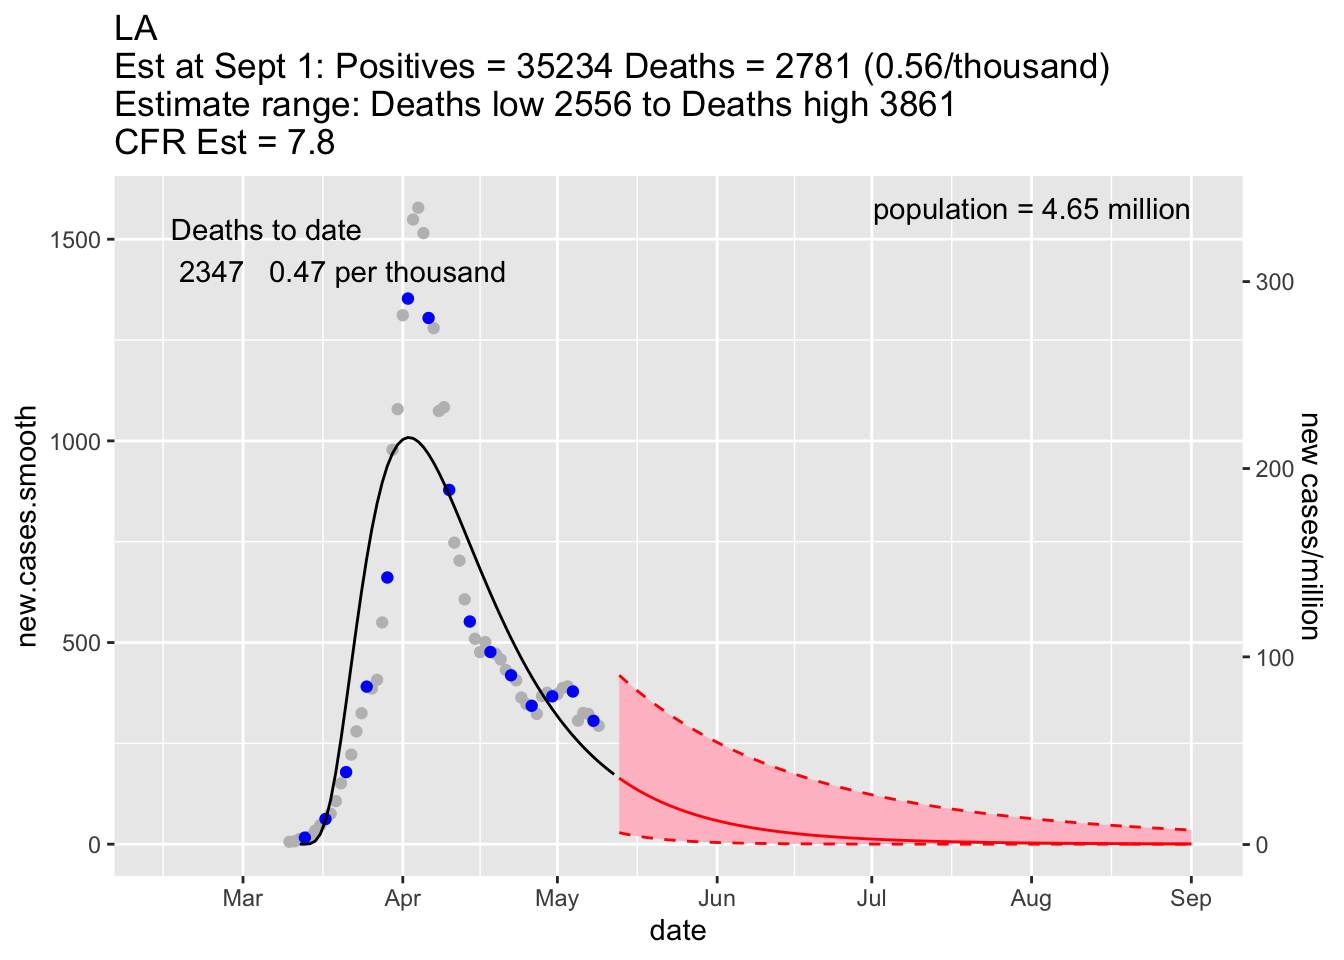 LA
Est at Sept 1: Positives = 35234 Deaths = 2781 (0.56/thousand)
Estimate range: Deaths low 2556 to Deaths high 3861
CFR Est = 7.8
population = 4.65 million
Deaths to date
2347 0.47 per thousand
1500
1000
500
0
new.cases.smooth
300
200
100
0
new cases/million
Mar Apr May Jun Jul Aug Sep
date